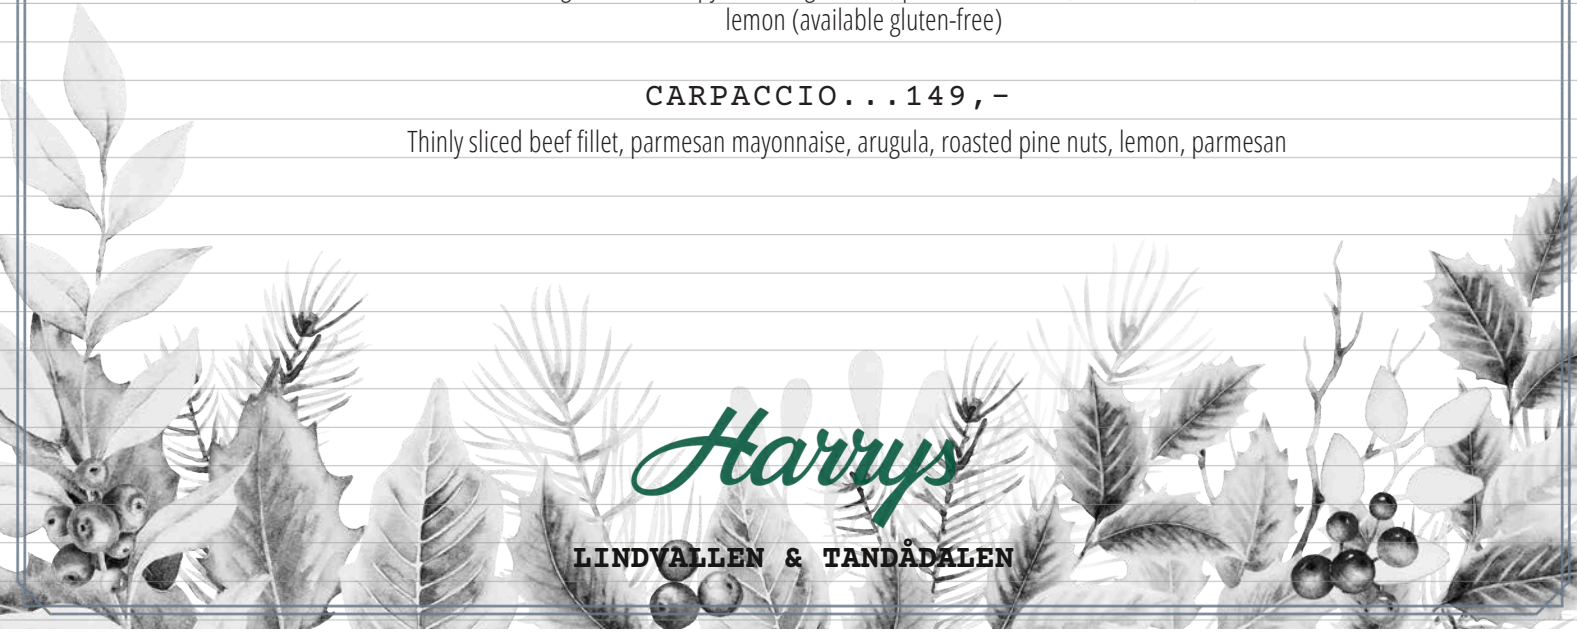 lemon (available gluten-free)
CARPACCIO...149,-
Thinly sliced beef fillet, parmesan mayonnaise, arugula, roasted pine nuts, lemon, parmesan
Harrys
LINDVALLEN & TANDÅDALEN